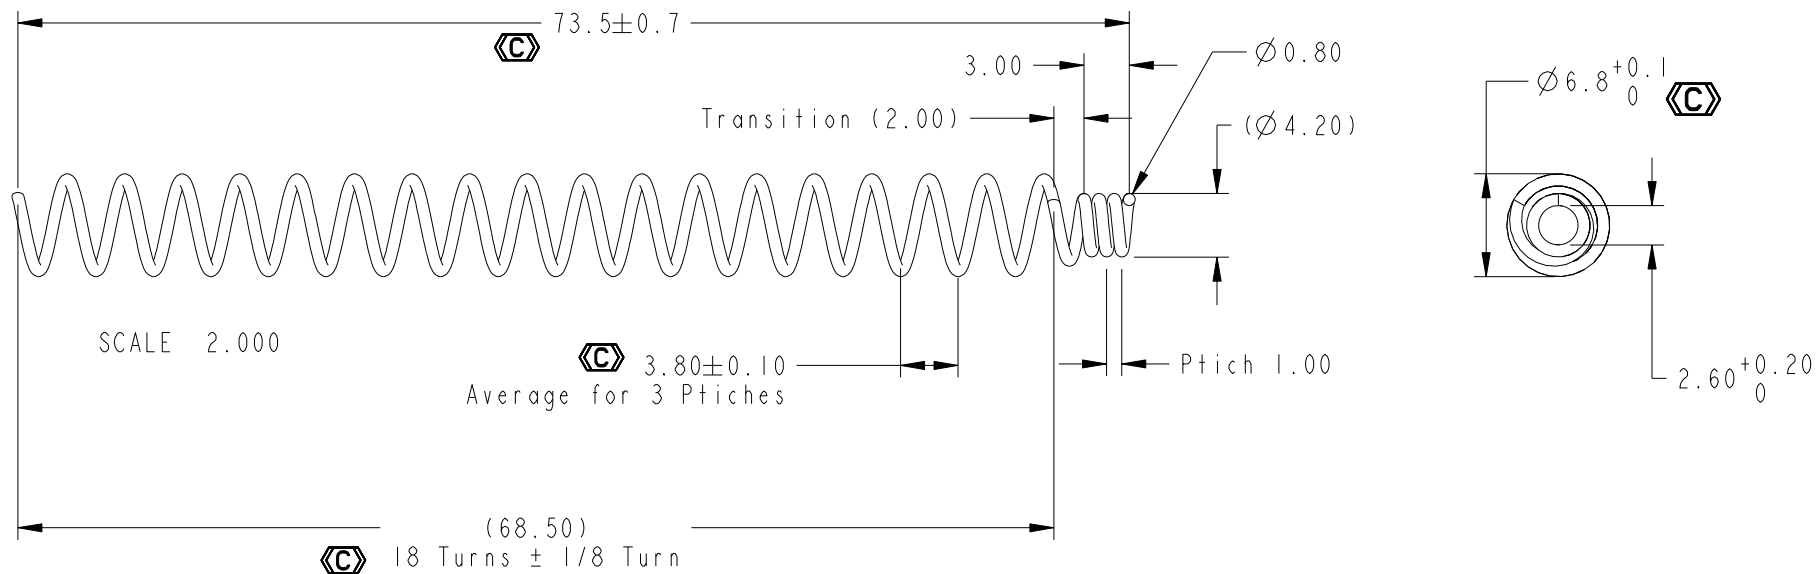 73.5±0.7
C
3.00
Ø0.80
Transition (2.00)
(Ø4.20)
Ø6.8 +0.1 0
C
SCALE 2.000
C 3.80±0.10
Average for 3 Ptiches
Ptich 1.00
2.60 +0.20 0
(68.50)
C 18 Turns ± 1/8 Turn